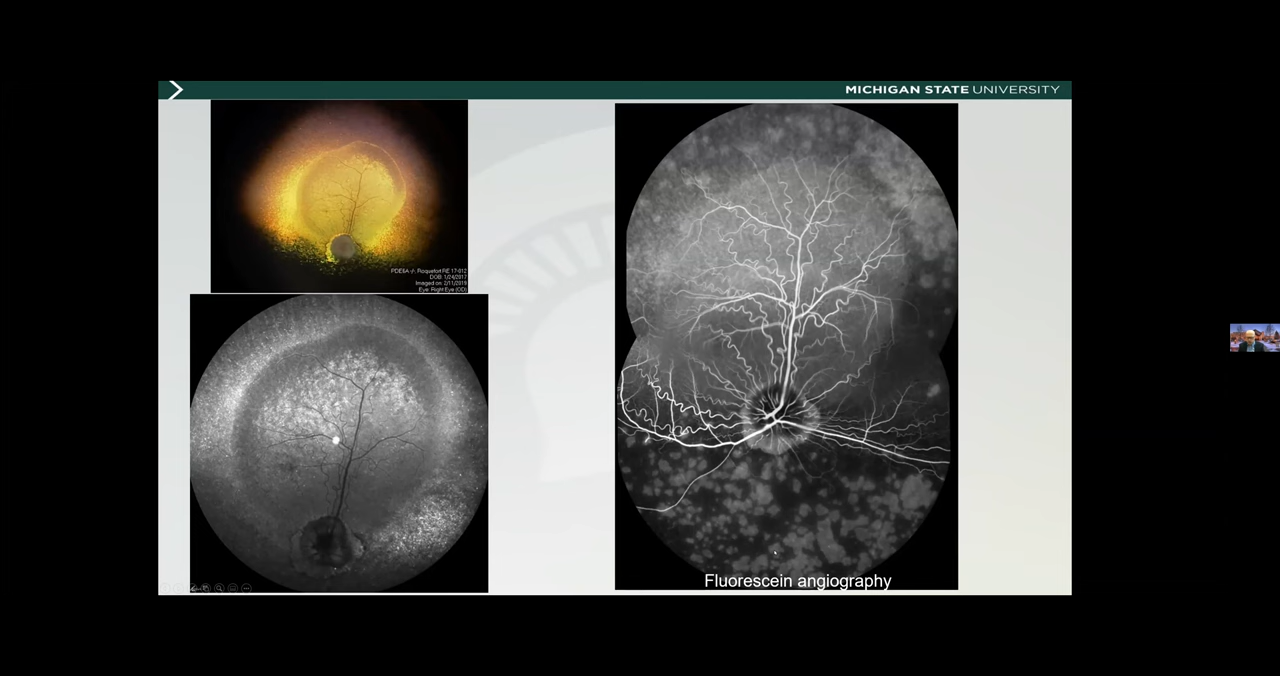 MICHIGAN STATE UNIVERSITY
PDE6A -/-, Roquefort RE 17-012
DOB: 1/24/2017
Imaged on: 2/11/2019
Eye: Right Eye (OD)
Fluorescein angiography